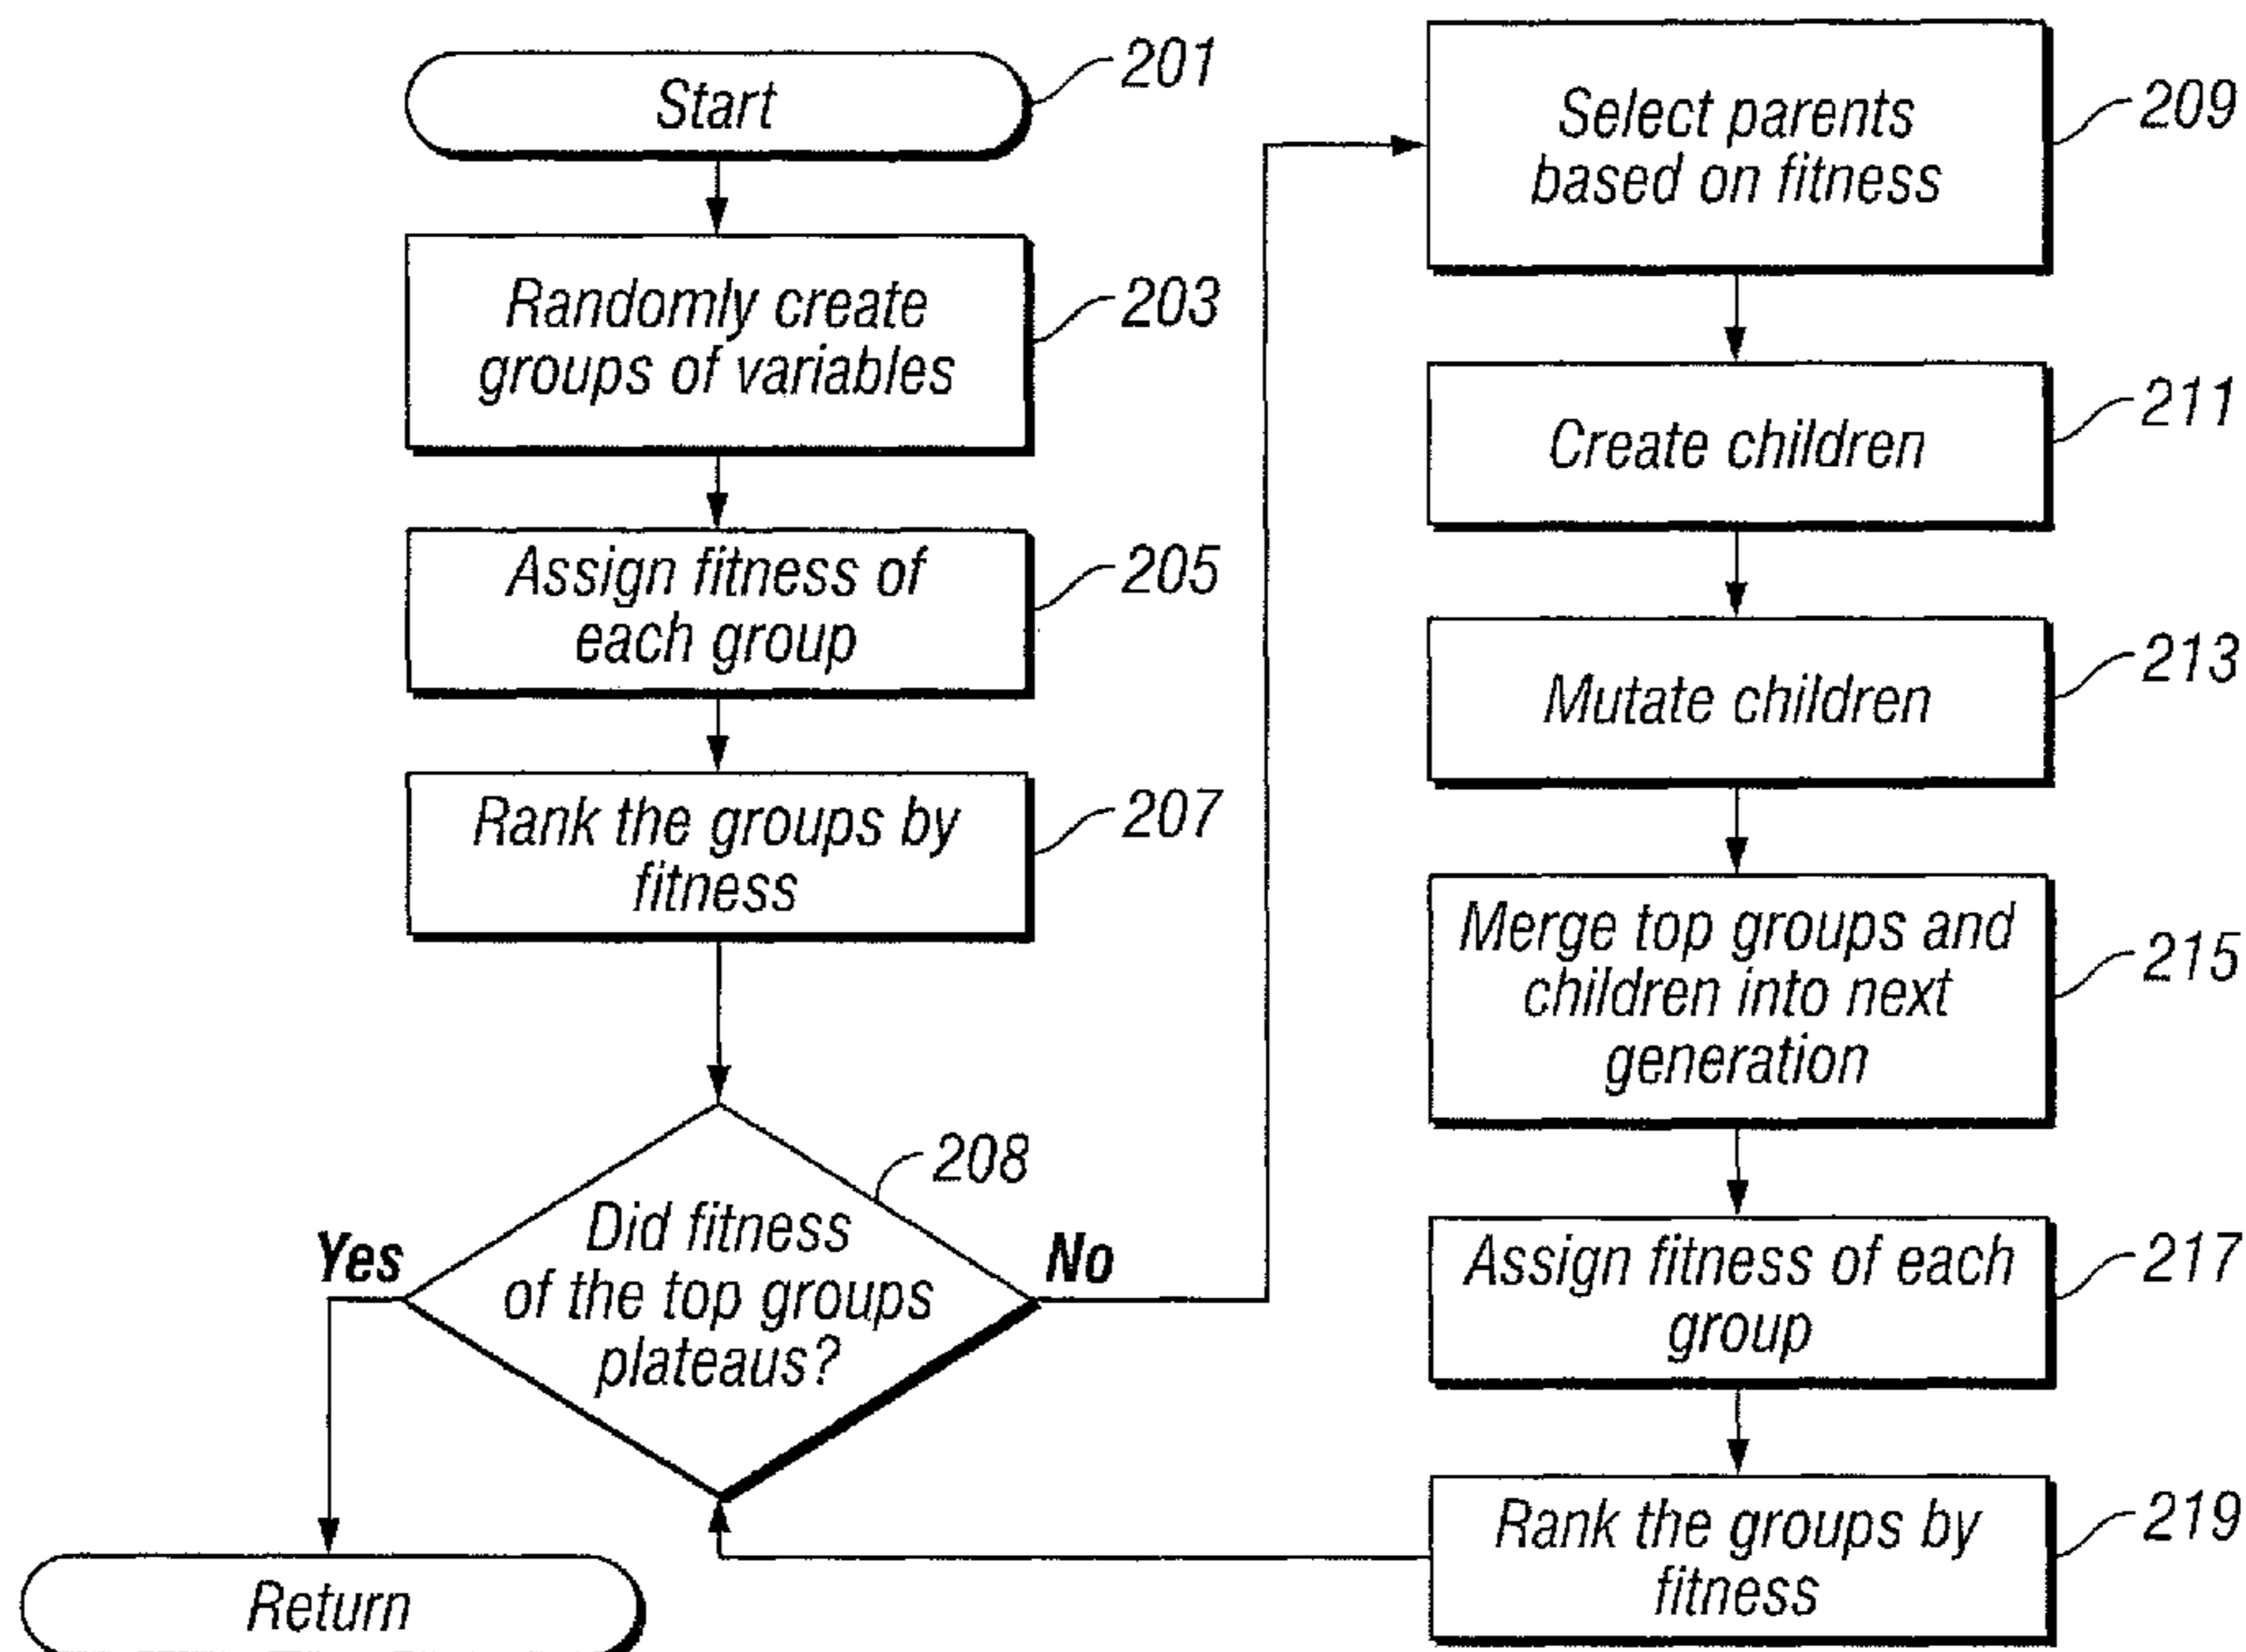 Start
201
Randomly create
groups of variables
203
Assign fitness of
each group
205
Rank the groups by
fitness
207
208
Did fitness
of the top groups
plateaus?
Yes
No
Return
Select parents
based on fitness
209
Create children
211
Mutate children
213
Merge top groups and
children into next
generation
215
Assign fitness of each
group
217
Rank the groups by
fitness
219